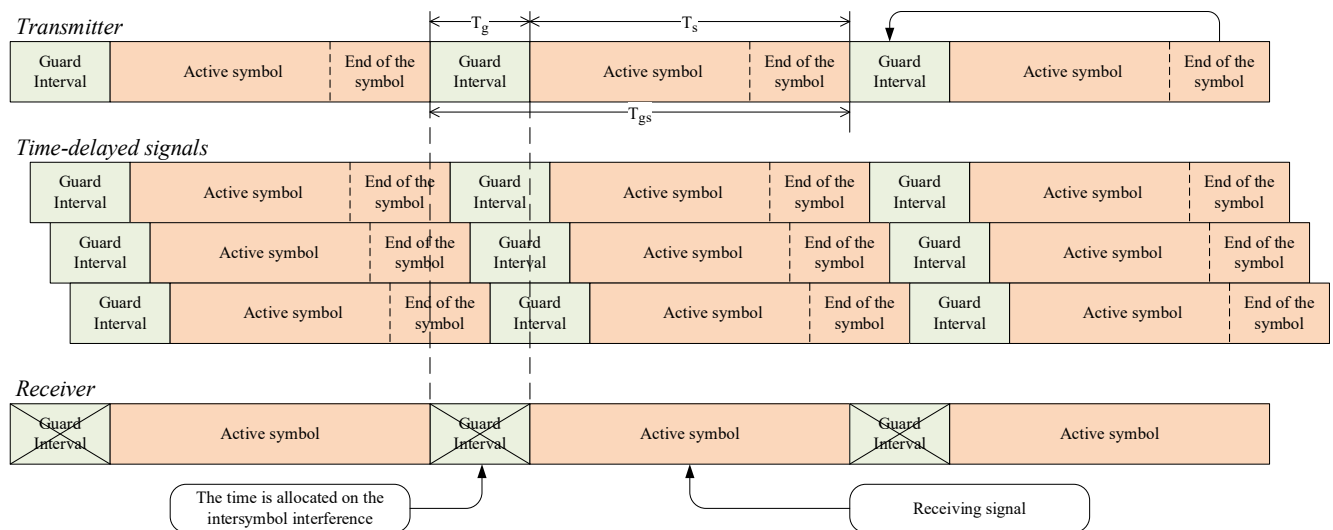 Transmitter
T_g
T_s
Guard
Interval
Active symbol
End of the
symbol
Guard
Interval
Active symbol
End of the
symbol
Guard
Interval
Active symbol
End of the
symbol
T_gs
Time-delayed signals
Guard
Interval
Active symbol
End of the
symbol
Guard
Interval
Active symbol
End of the
symbol
Guard
Interval
Active symbol
End of the
symbol
Guard
Interval
Active symbol
End of the
symbol
Guard
Interval
Active symbol
End of the
symbol
Guard
Interval
Active symbol
End of the
symbol
Guard
Interval
Active symbol
End of the
symbol
Guard
Interval
Active symbol
End of the
symbol
Guard
Interval
Active symbol
End of the
symbol
Receiver
Guard
Interval
Active symbol
Guard
Interval
Active symbol
Guard
Interval
Active symbol
The time is allocated on the
intersymbol interference
Receiving signal